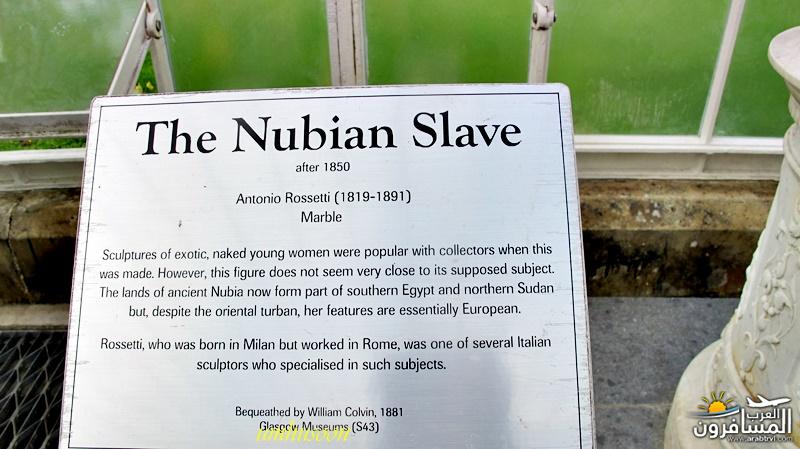 The Nubian Slave
after 1850
Antonio Rossetti (1819-1891)
Marble
Sculptures of exotic, naked young women were popular with collectors when this
was made. However, this figure does not seem very close to its supposed subject.
The lands of ancient Nubia now form part of southern Egypt and northern Sudan
but, despite the oriental turban, her features are essentially European.
Rossetti, who was born in Milan but worked in Rome, was one of several Italian
sculptors who specialised in such subjects.
Bequeathed by William Colvin, 1881
Glasgow Museums (S43)
العرب
المسافرون
www.arabtrvl.com